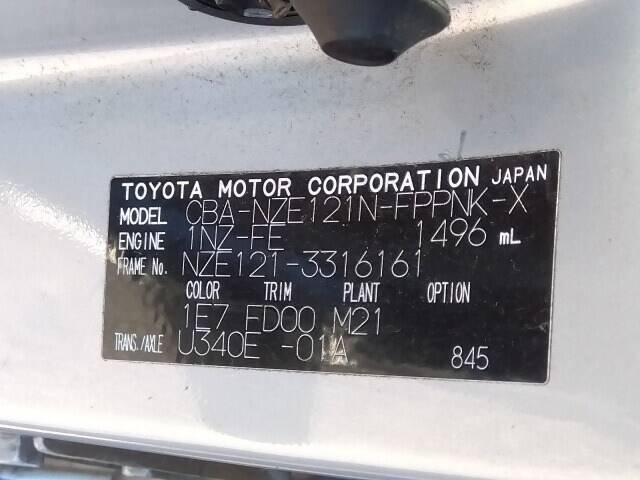 TOYOTA MOTOR CORPORATION JAPAN
MODEL CBA-NZE121N-FPPNK-X
ENGINE 1NZ-FE 1496 mL
FRAME No. NZE121-3316161
COLOR TRIM PLANT OPTION
1E7 FD00 M21
TRANS./AXLE U340E -01A 845